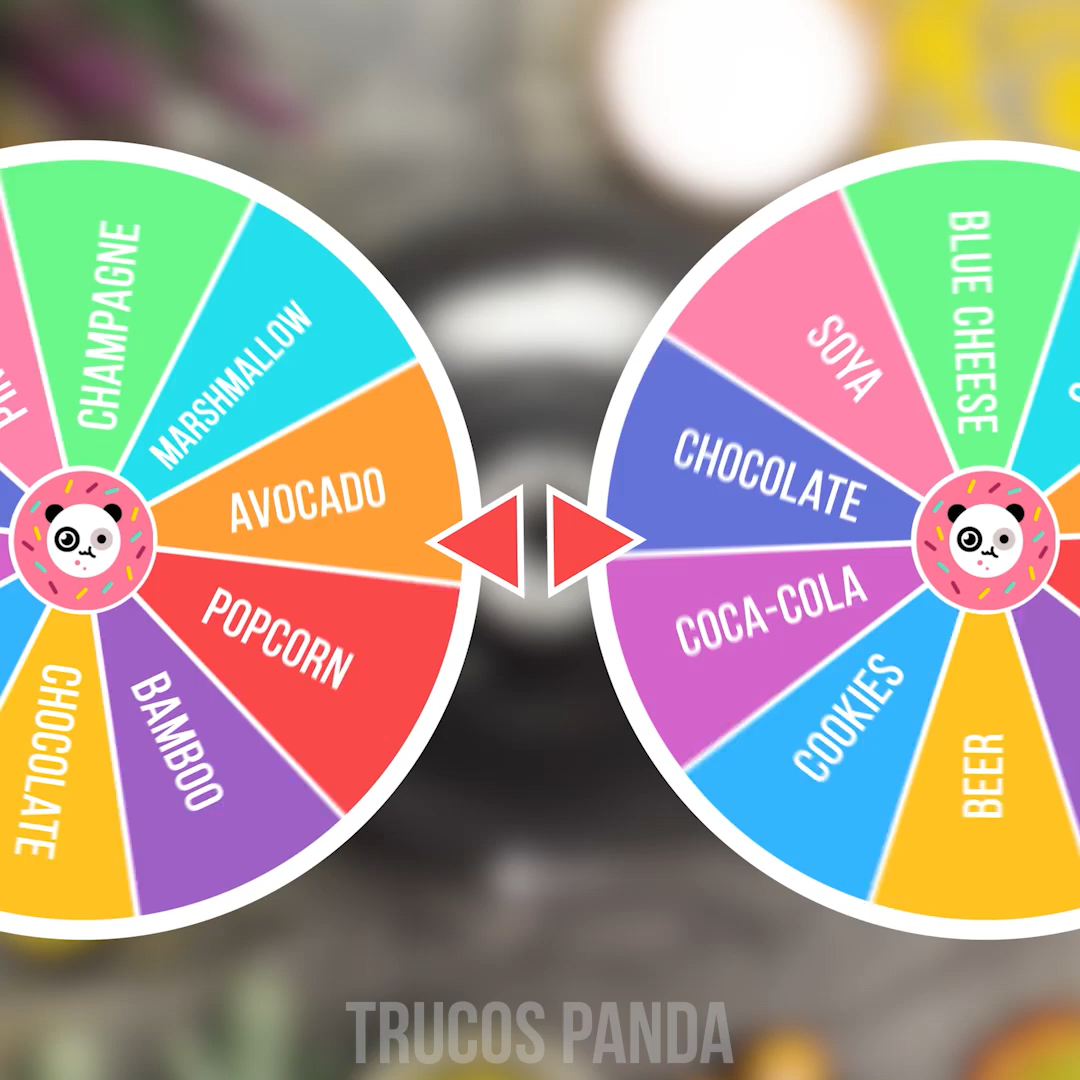 CHAMPAGNE
MARSHMALLOW
AVOCADO
POPCORN
BAMBOO
CHOCOLATE
BLUE CHEESE
SOYA
CHOCOLATE
COCA-COLA
COOKIES
BEER
TRUCOS PANDA